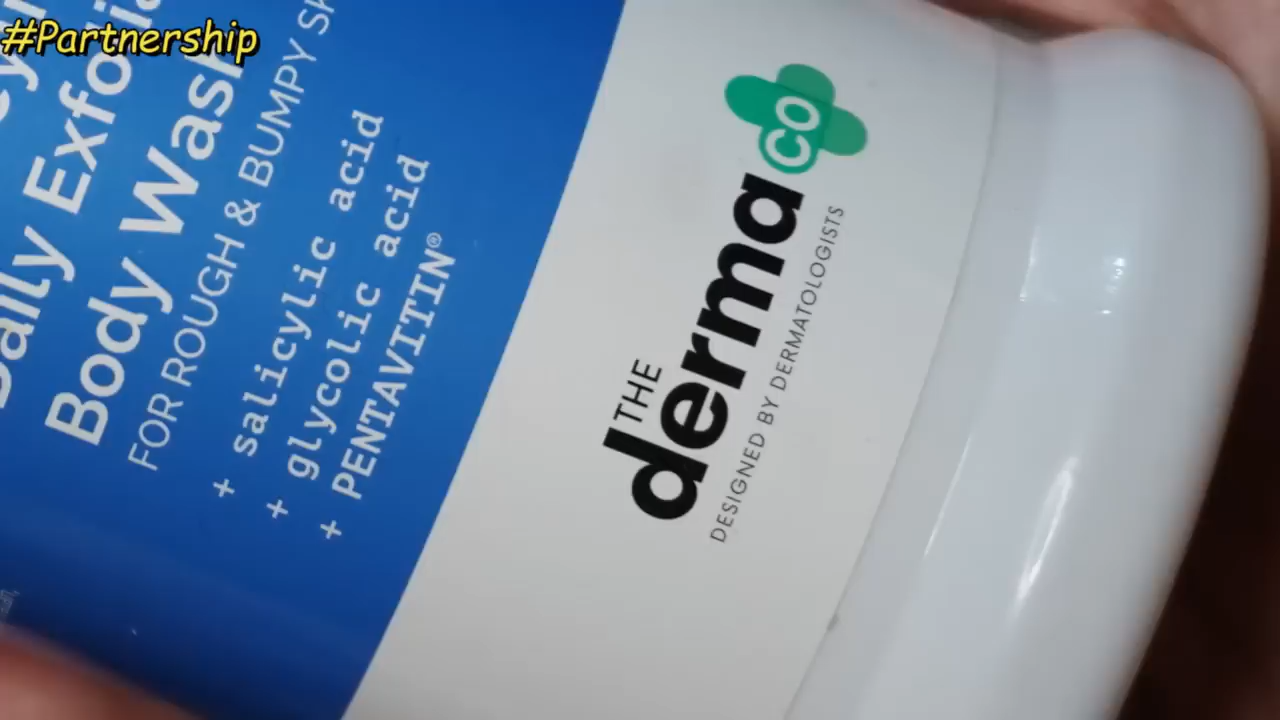 #Partnership
Daily Exfoli
Body Wash
FOR ROUGH & BUMPY
+ salicylic acid
+ glycolic acid
+ PENTAVITIN®
THE
derma
co
DESIGNED BY DERMATOLOGISTS